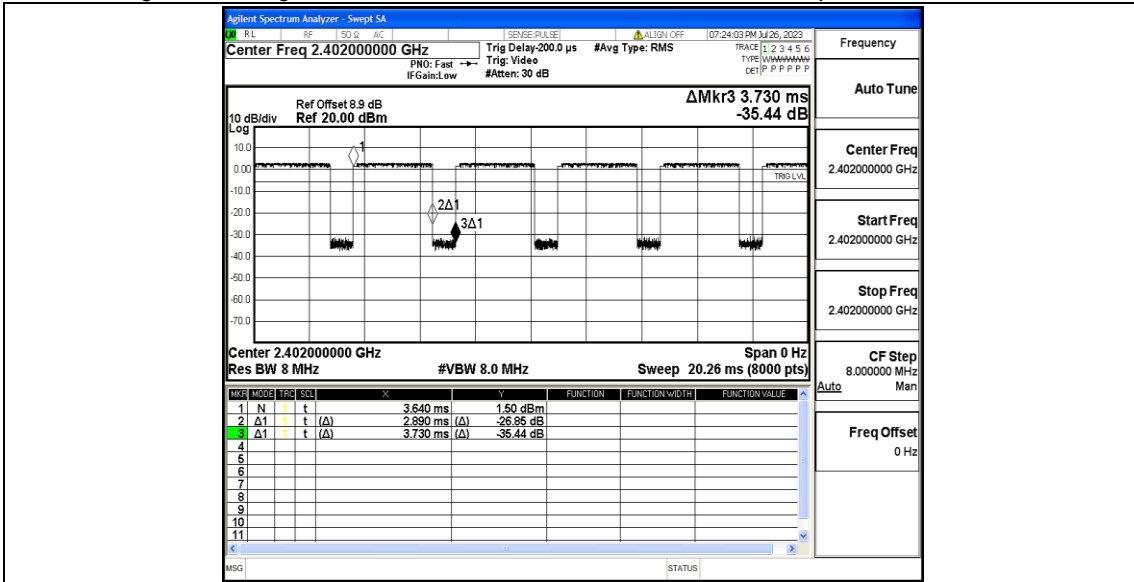 Agilent Spectrum Analyzer - Swept SA
RL RF 50 Ω AC SENSE:PULSE ALIGN OFF 07:24:03 PM Jul 26, 2023
Center Freq 2.402000000 GHz Trig Delay-200.0 µs #Avg Type: RMS TRACE 1 2 3 4 5 6
PNO: Fast Trig: Video TYPE
IFGain:Low #Atten: 30 dB DET P P P P P P
ΔMkr3 3.730 ms
-35.44 dB
Ref Offset 8.9 dB
10 dB/div Ref 20.00 dBm
Log
10.0
0.00
-10.0
-20.0
-30.0
-40.0
-50.0
-60.0
-70.0
1
2Δ1
3Δ1
TRIG LVL
Center 2.402000000 GHz Span 0 Hz
Res BW 8 MHz #VBW 8.0 MHz Sweep 20.26 ms (8000 pts)
MKR MODE TRC SCL X Y FUNCTION FUNCTION WIDTH FUNCTION VALUE
1 N 1 t 3.640 ms 1.50 dBm
2 Δ1 1 t (Δ) 2.890 ms (Δ) -26.85 dB
3 Δ1 1 t (Δ) 3.730 ms (Δ) -35.44 dB
4
5
6
7
8
9
10
11
MSG STATUS
Frequency
Auto Tune
Center Freq
2.402000000 GHz
Start Freq
2.402000000 GHz
Stop Freq
2.402000000 GHz
CF Step
8.000000 MHz
Auto Man
Freq Offset
0 Hz